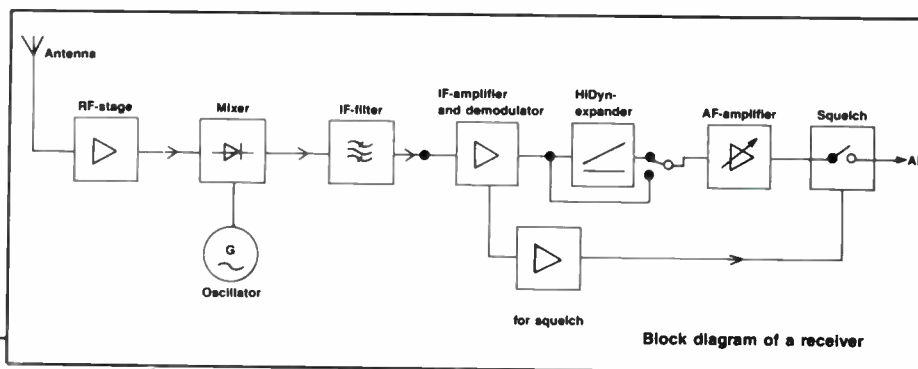 Antenna
RF-stage
Mixer
IF-filter
IF-amplifier
and demodulator
HiDyn-
expander
AF-amplifier
Squelch
G
Oscillator
for squelch
Block diagram of a receiver